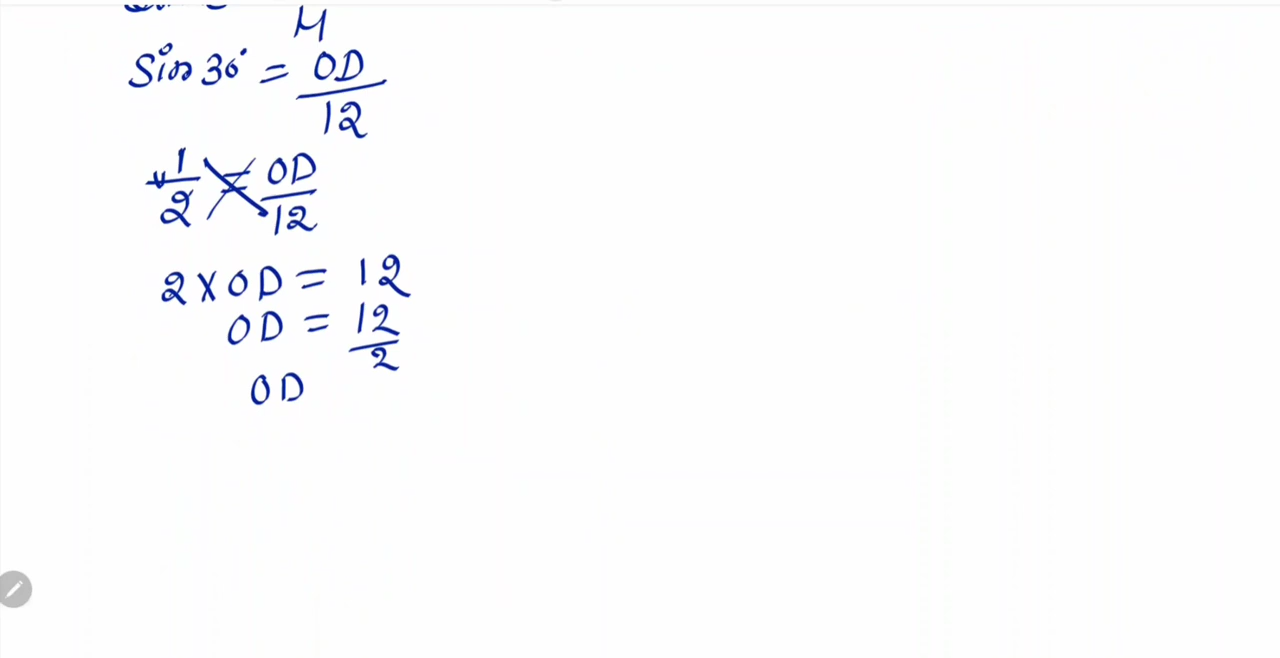 H
Sin 30° = OD/12
1/2 = OD/12
2 × OD = 12
OD = 12/2
OD